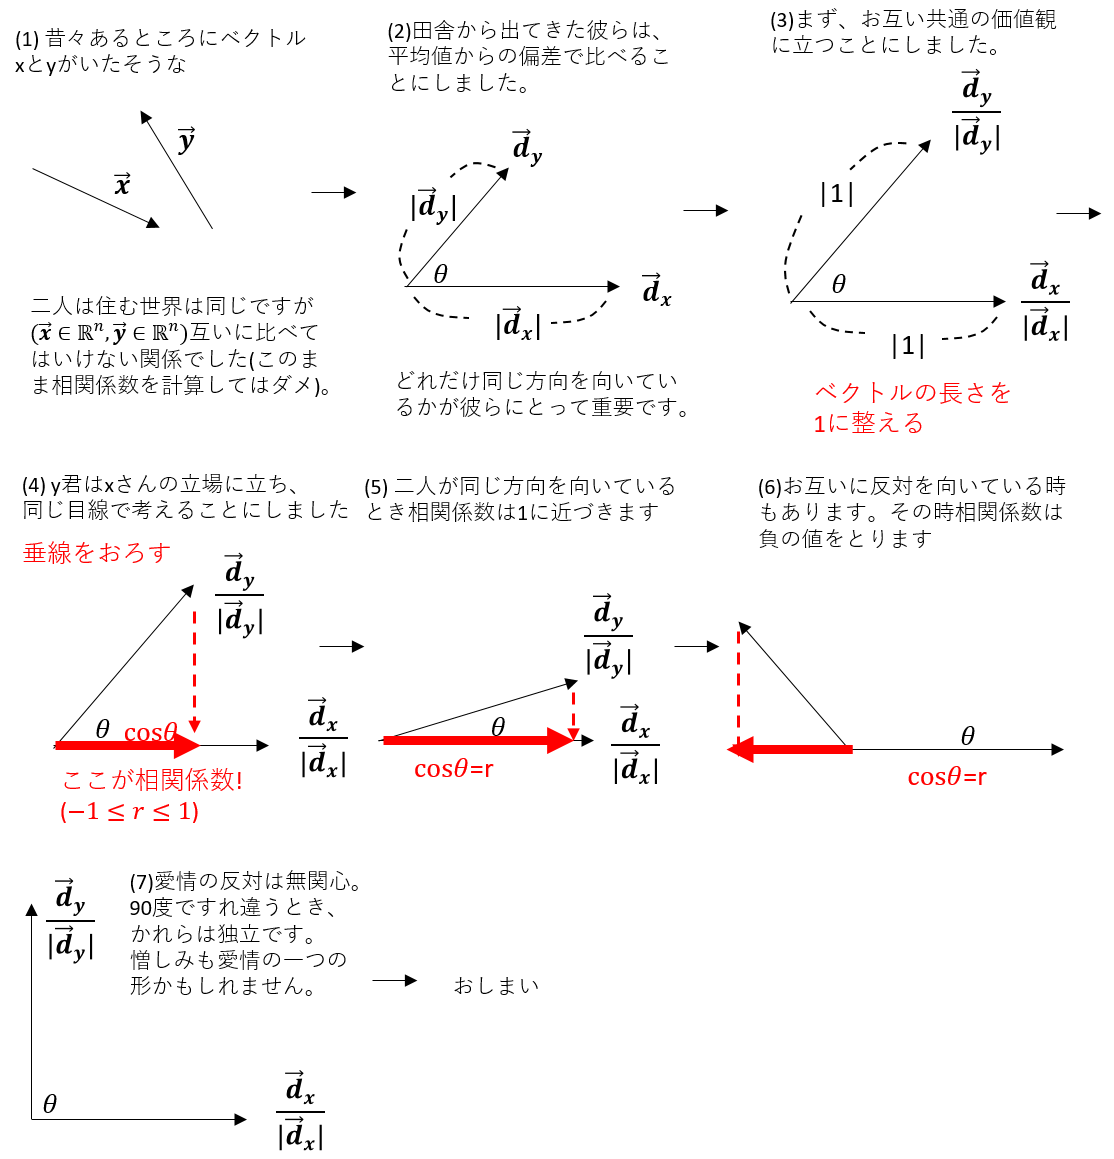 (1) 昔々あるところにベクトル
xとyがいたそうな
$\vec{x}$
$\vec{y}$
二人は住む世界は同じですが
($\vec{x} \in \mathbb{R}^n, \vec{y} \in \mathbb{R}^n$)互いに比べて
はいけない関係でした(このま
ま相関係数を計算してはダメ)。
(2)田舎から出てきた彼らは、
平均値からの偏差で比べるこ
とにしました。
$\vec{d}_y$
$|\vec{d}_y|$
θ
$\vec{d}_x$
$|\vec{d}_x|$
どれだけ同じ方向を向いてい
るかが彼らにとって重要です。
(3)まず、お互い共通の価値観
に立つことにしました。
$\frac{\vec{d}_y}{|\vec{d}_y|}$
|1|
θ
$\frac{\vec{d}_x}{|\vec{d}_x|}$
|1|
ベクトルの長さを
1に整える
(4) y君はxさんの立場に立ち、
同じ目線で考えることにしました
垂線をおろす
$\frac{\vec{d}_y}{|\vec{d}_y|}$
θ
cosθ
$\frac{\vec{d}_x}{|\vec{d}_x|}$
ここが相関係数!
(−1 ≤ r ≤ 1)
(5) 二人が同じ方向を向いている
とき相関係数は1に近づきます
$\frac{\vec{d}_y}{|\vec{d}_y|}$
θ
$\frac{\vec{d}_x}{|\vec{d}_x|}$
cosθ=r
(6)お互いに反対を向いている時
もあります。その時相関係数は
負の値をとります
θ
cosθ=r
$\frac{\vec{d}_y}{|\vec{d}_y|}$
(7)愛情の反対は無関心。
90度ですれ違うとき、
かれらは独立です。
憎しみも愛情の一つの
形かもしれません。
おしまい
θ
$\frac{\vec{d}_x}{|\vec{d}_x|}$